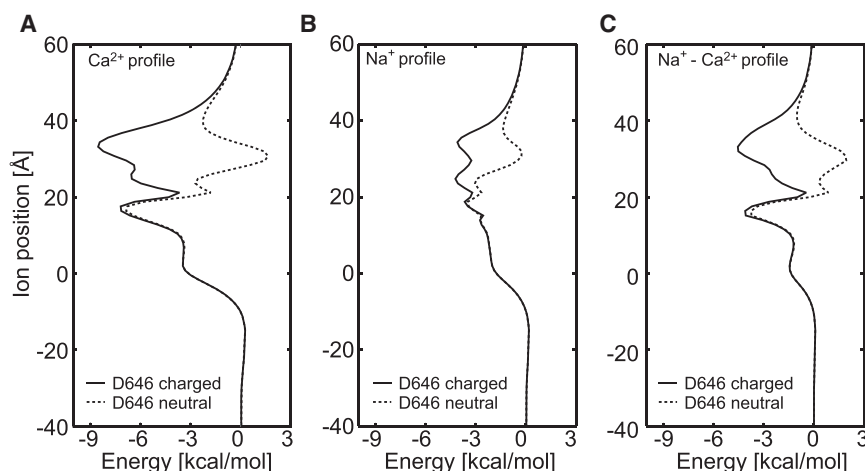 A
B
C
Ca²⁺ profile
Na⁺ profile
Na⁺ - Ca²⁺ profile
Ion position [Å]
60
40
20
0
-20
-40
60
40
20
0
-20
-40
60
40
20
0
-20
-40
D646 charged
D646 neutral
D646 charged
D646 neutral
D646 charged
D646 neutral
-9 -6 -3 0 3
-9 -6 -3 0 3
-9 -6 -3 0 3
Energy [kcal/mol]
Energy [kcal/mol]
Energy [kcal/mol]